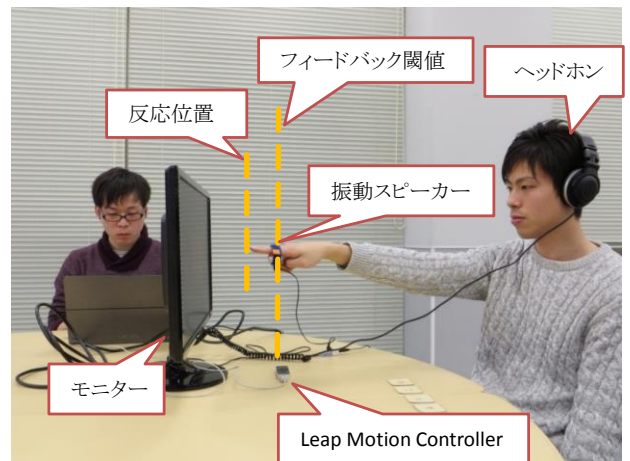 フィードバック閾値
ヘッドホン
反応位置
振動スピーカー
モニター
Leap Motion Controller